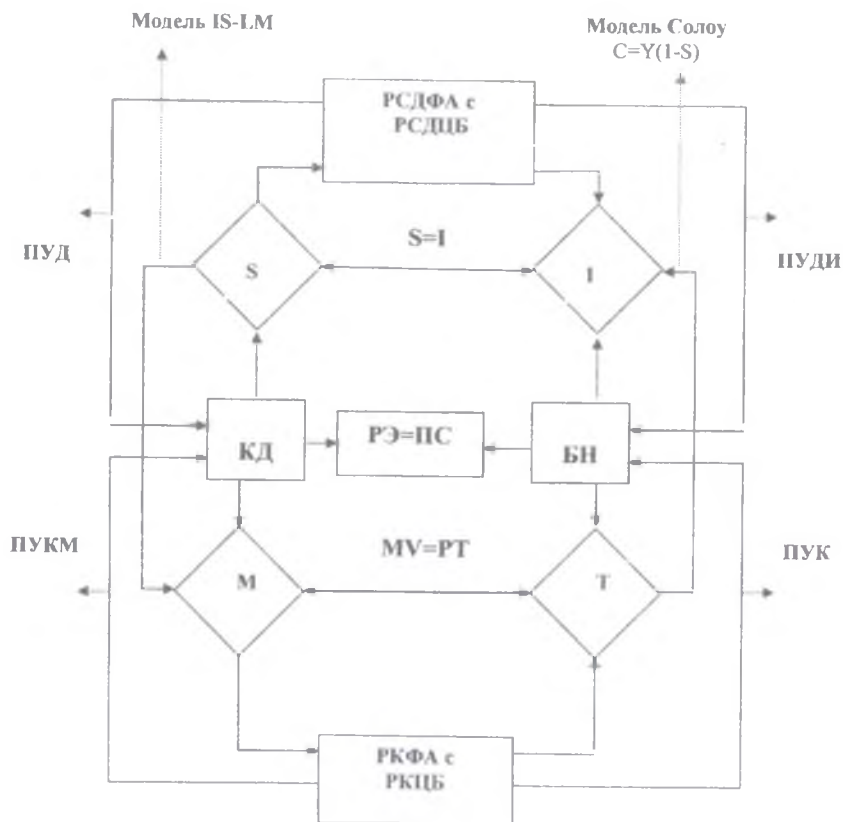 Модель IS-LM
Модель Солоу
C=Y(1-S)
РСДФА с
РСДЦБ
S=I
ПУД
S
I
ПУДИ
КД
РЭ=ПС
БН
ПУКМ
MV=PT
ПУК
М
Т
РКФА с
РКЦБ